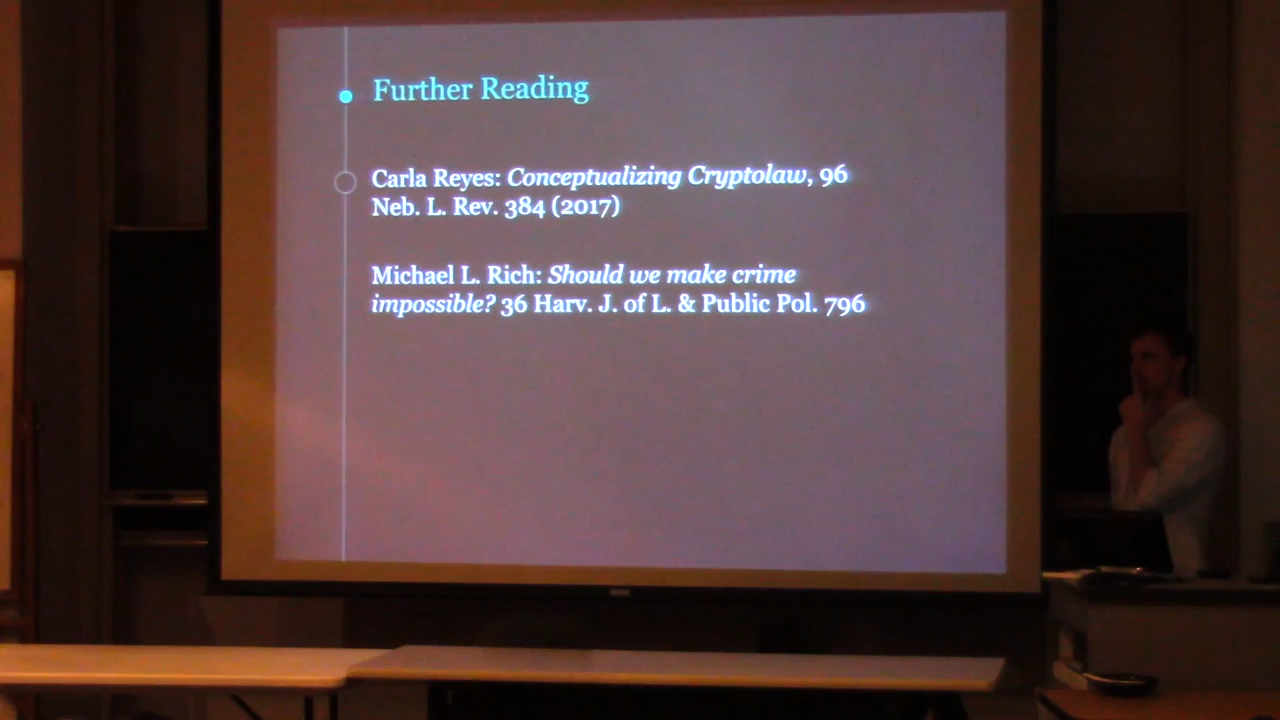 Further Reading
Carla Reyes: Conceptualizing Cryptolaw, 96
Neb. L. Rev. 384 (2017)
Michael L. Rich: Should we make crime
impossible? 36 Harv. J. of L. & Public Pol. 796